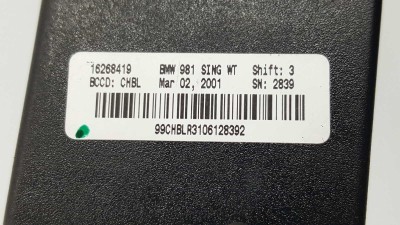 16268419 BMW 981 SING WT Shift: 3
BCCD: CHBL Mar 02, 2001 SN: 2839
99CHBLR3106128392